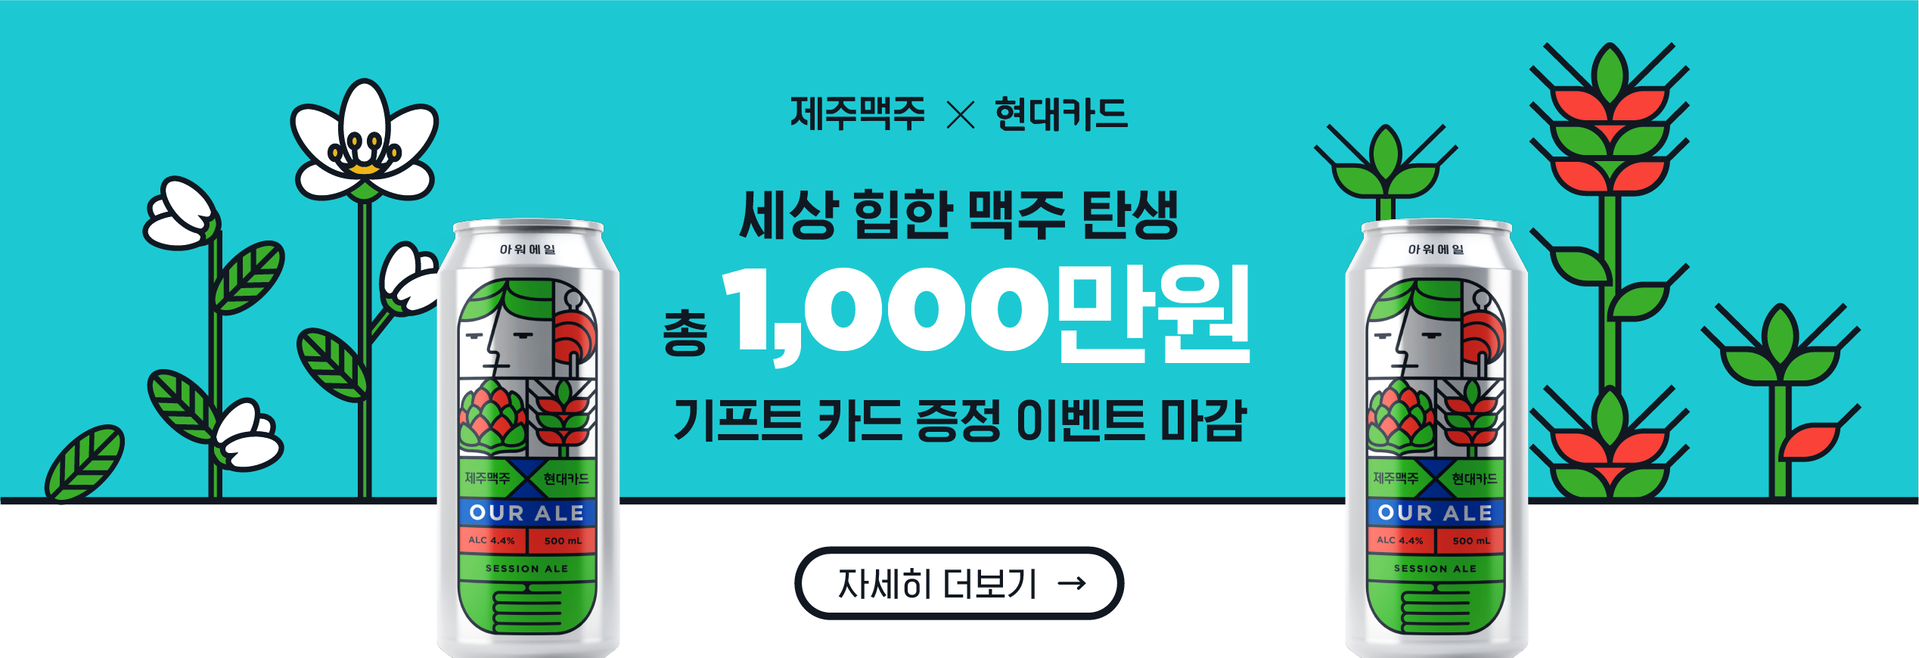 제주맥주 × 현대카드
세상 힙한 맥주 탄생
총 1,000만원
기프트 카드 증정 이벤트 마감
자세히 더보기 →
아워에일
제주맥주 현대카드
OUR ALE
ALC 4.4% 500 mL
SESSION ALE
아워에일
제주맥주 현대카드
OUR ALE
ALC 4.4% 500 mL
SESSION ALE